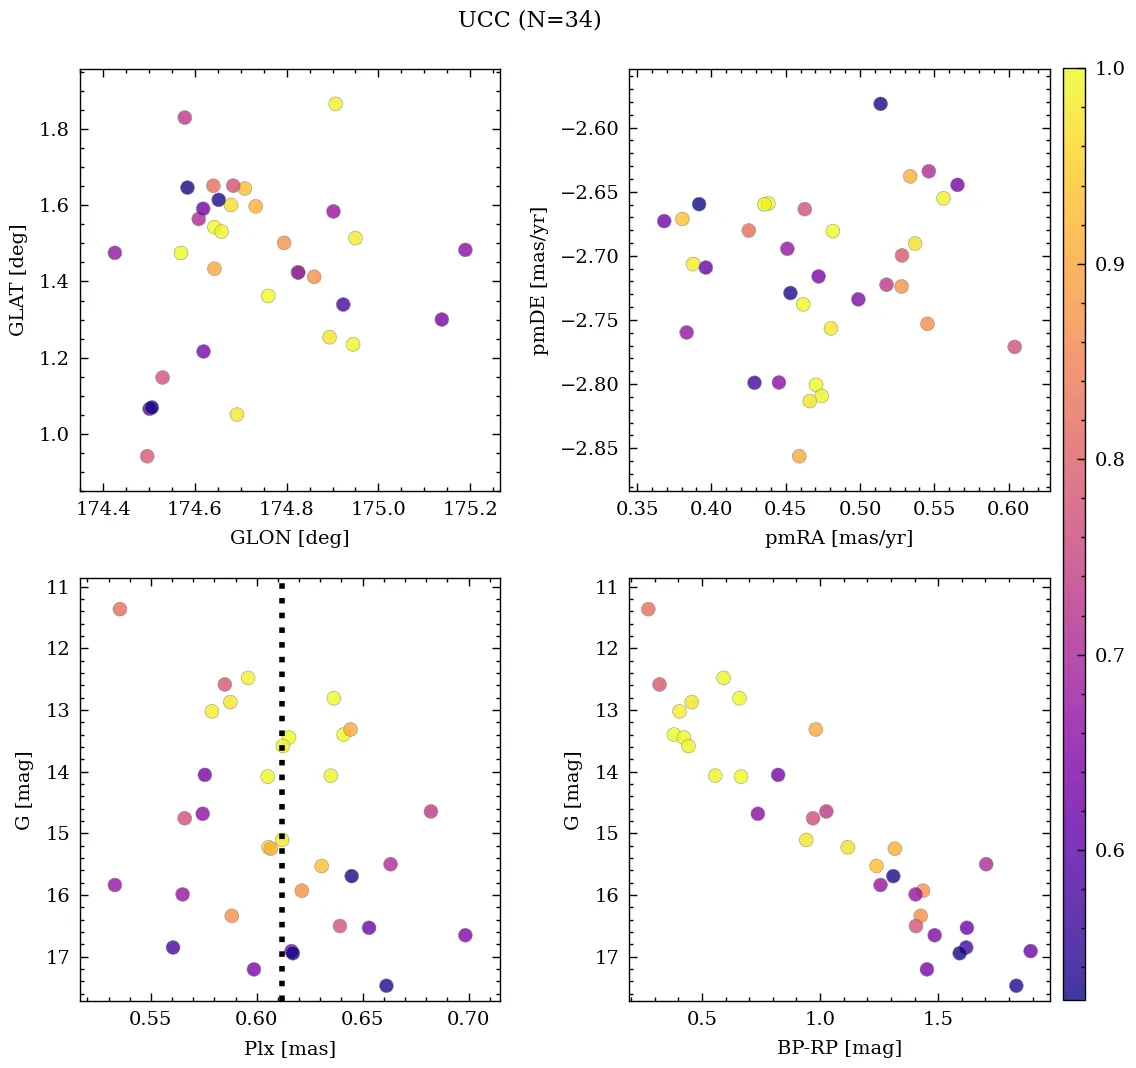 UCC (N=34)
1.8
1.6
1.4
1.2
1.0
GLAT [deg]
174.4 174.6 174.8 175.0 175.2
GLON [deg]
−2.60
−2.65
−2.70
−2.75
−2.80
−2.85
pmDE [mas/yr]
0.35 0.40 0.45 0.50 0.55 0.60
pmRA [mas/yr]
1.0
0.9
0.8
0.7
0.6
11
12
13
14
15
16
17
G [mag]
0.55 0.60 0.65 0.70
Plx [mas]
11
12
13
14
15
16
17
G [mag]
0.5 1.0 1.5
BP-RP [mag]